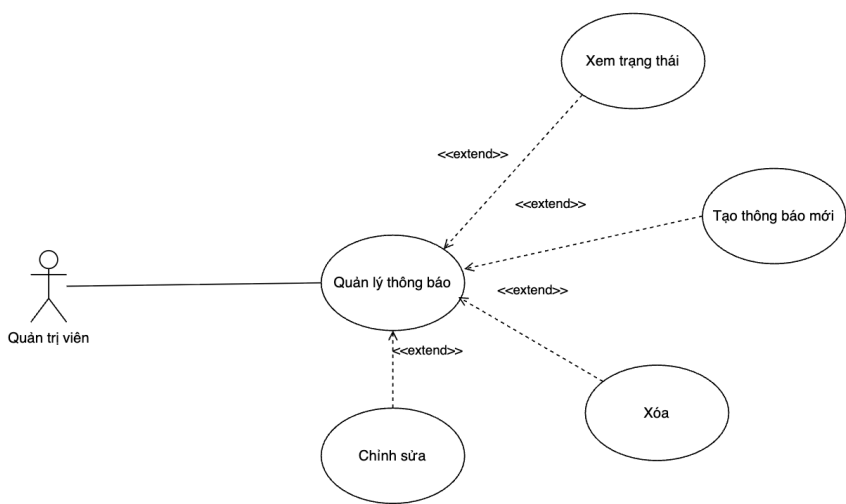 Xem trạng thái
<<extend>>
<<extend>>
Tạo thông báo mới
Quản lý thông báo
<<extend>>
Quản trị viên
<<extend>>
Xóa
Chỉnh sửa